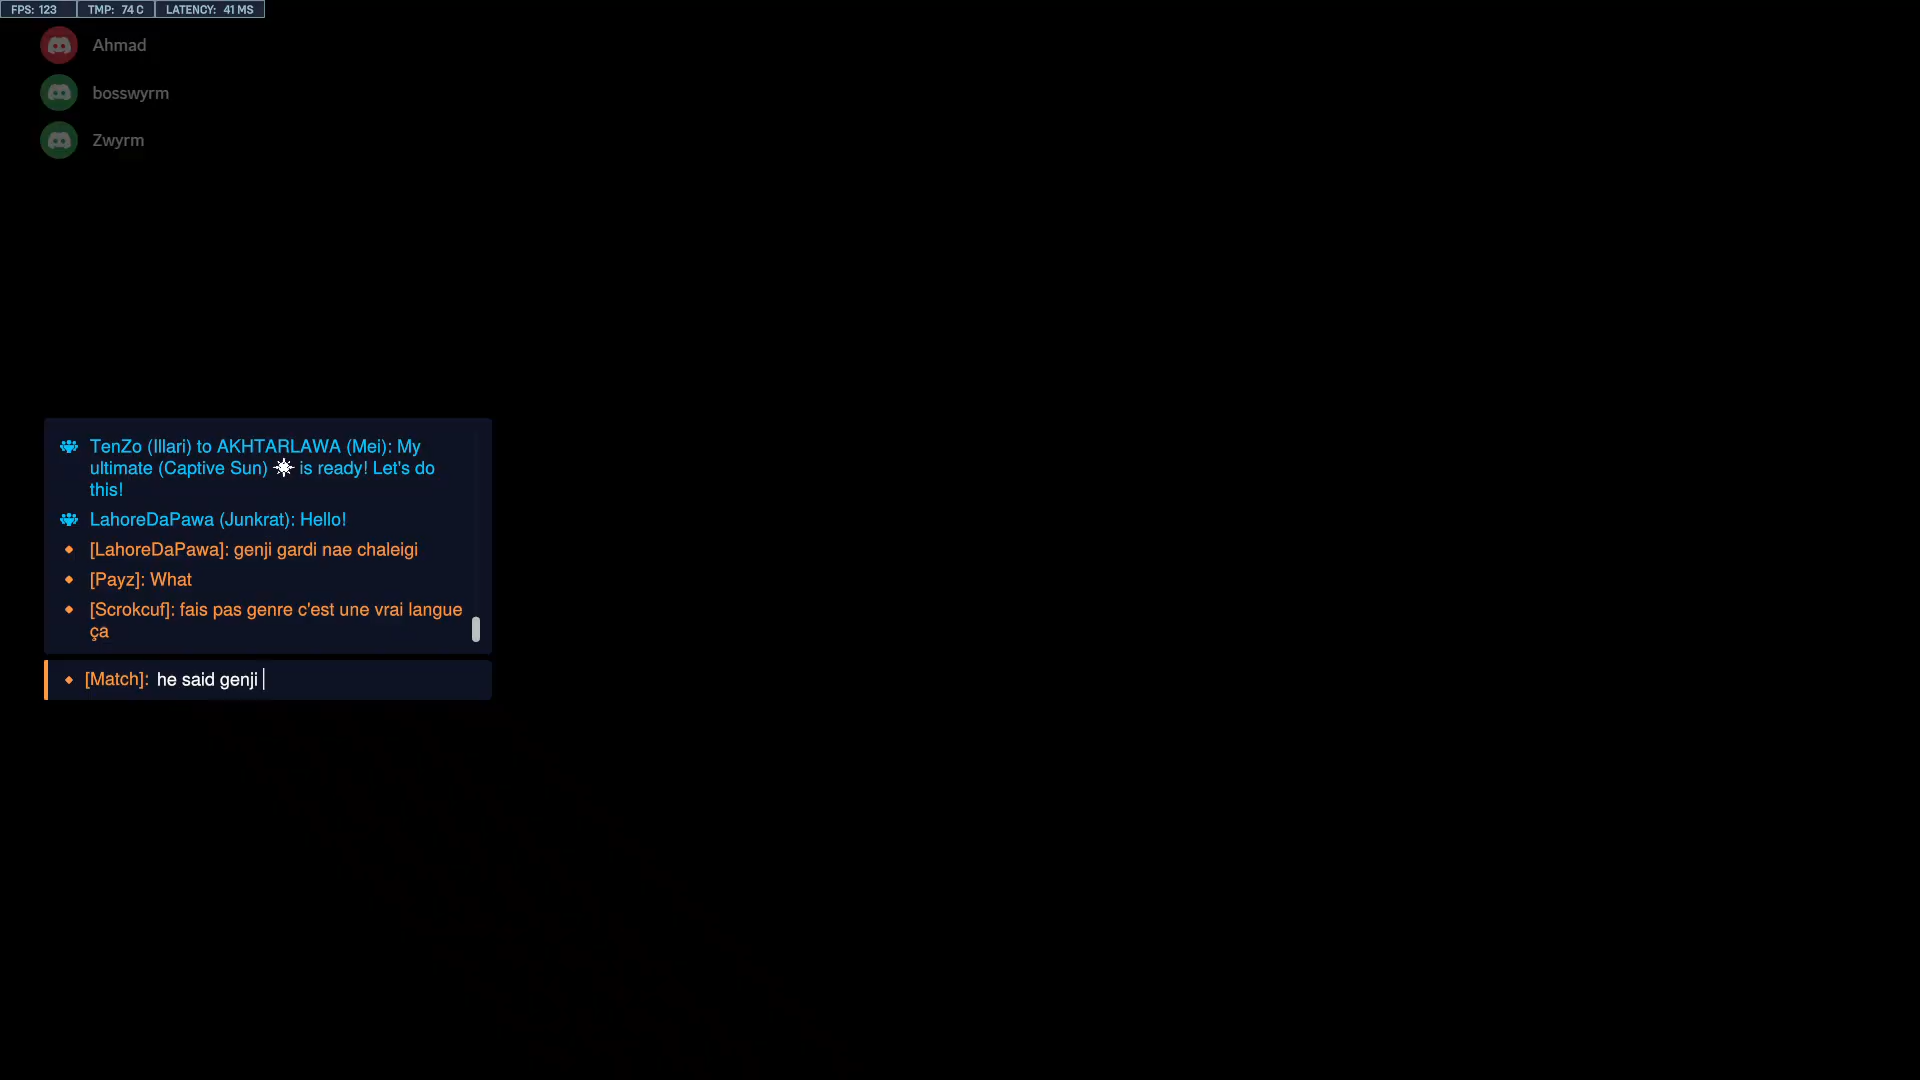 FPS: 123 TMP: 74 C LATENCY: 41 MS
Ahmad
bosswyrm
Zwyrm
TenZo (Illari) to AKHTARLAWA (Mei): My
ultimate (Captive Sun) is ready! Let's do
this!
LahoreDaPawa (Junkrat): Hello!
[LahoreDaPawa]: genji gardi nae chaleigi
[Payz]: What
[Scrokcuf]: fais pas genre c'est une vrai langue
ça
[Match]: he said genji